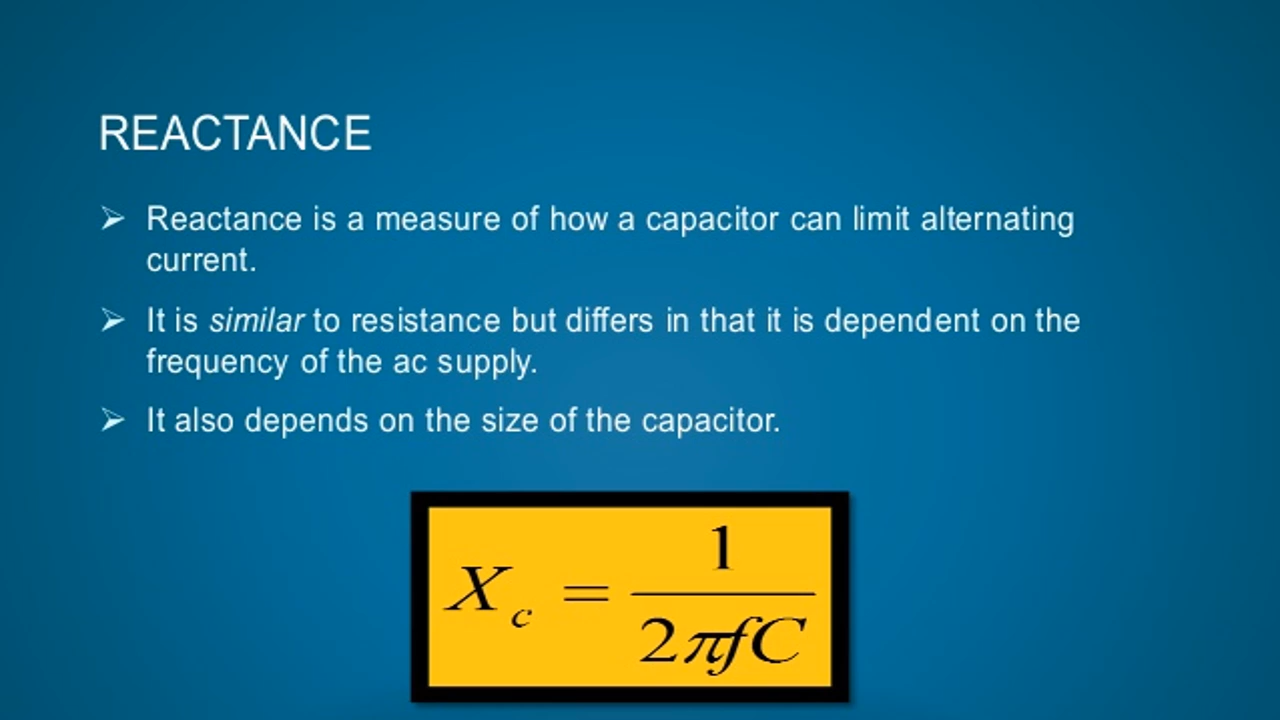 REACTANCE
➢ Reactance is a measure of how a capacitor can limit alternating
current.
➢ It is similar to resistance but differs in that it is dependent on the
frequency of the ac supply.
➢ It also depends on the size of the capacitor.
X_c = 1 / 2πfC